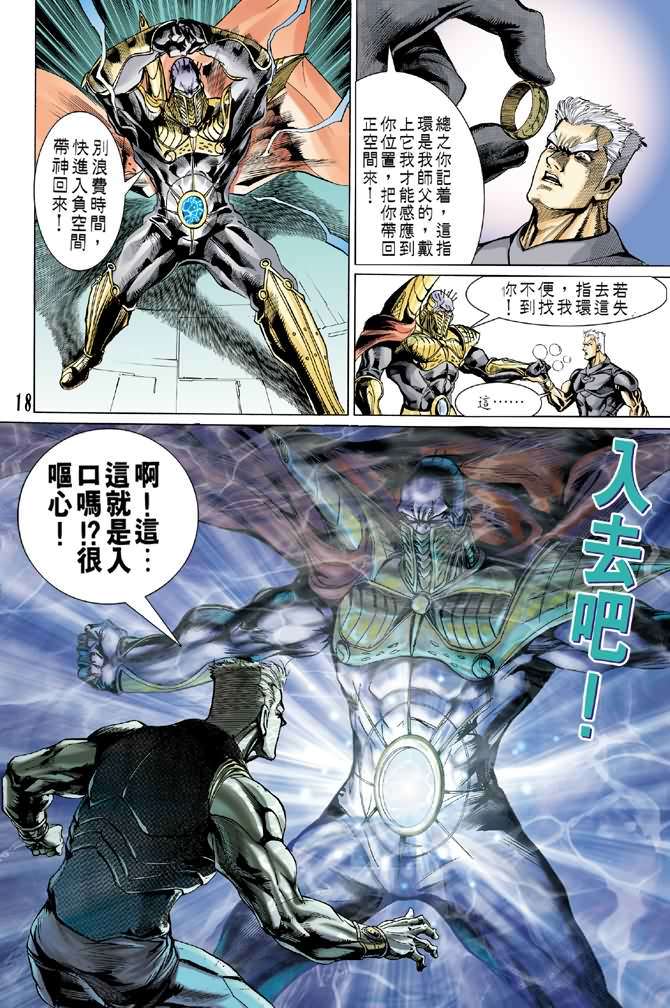 總之你記着，這指
環是我師父的，戴
上它我才能感應到
你位置，把你帶回
正空間來！
若失
去這
指環
，我
便找
不到
你！
這……
別浪費時間，
快進入負空間
帶神回來！
18
入去吧！
啊！這…
這就是入
口嗎!?很
嘔心！